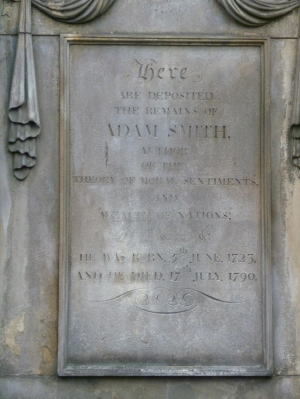 Here
ARE DEPOSITED
THE REMAINS OF
ADAM SMITH,
AUTHOR
OF THE
THEORY OF MORAL SENTIMENTS,
AND
WEALTH OF NATIONS;
HE WAS BORN, 5th JUNE, 1723,
AND HE DIED, 17th JULY, 1790.